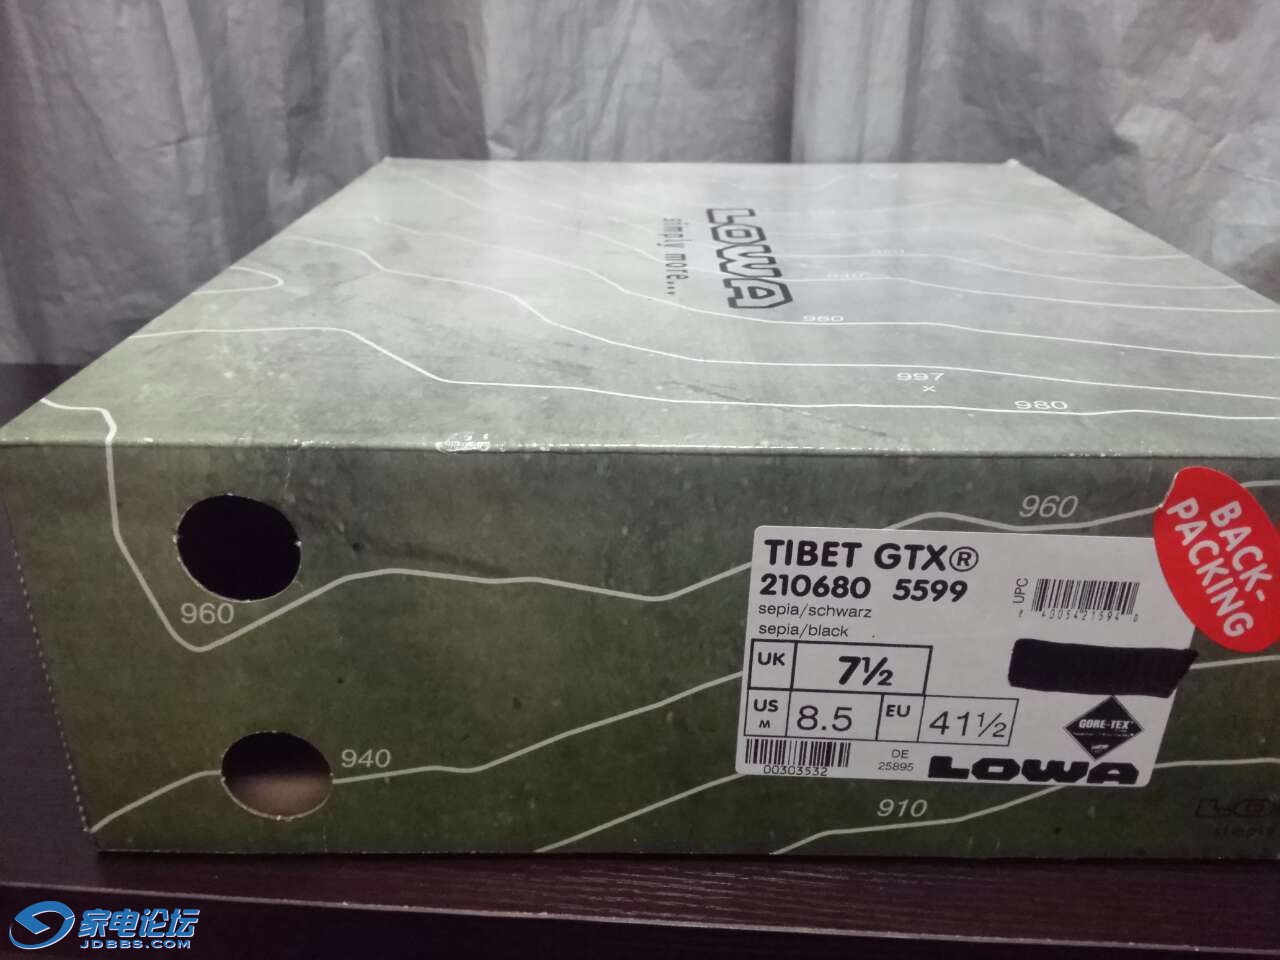 LOWA
simply more...
960
997
x
980
960
BACK-
PACKING
TIBET GTX®
210680 5599
sepia/schwarz
sepia/black
UPC
UK 7½
US M 8.5 EU 41½
00303532
DE
25895
GORE-TEX
LOWA
960
940
910
家电论坛
JDBBS.COM